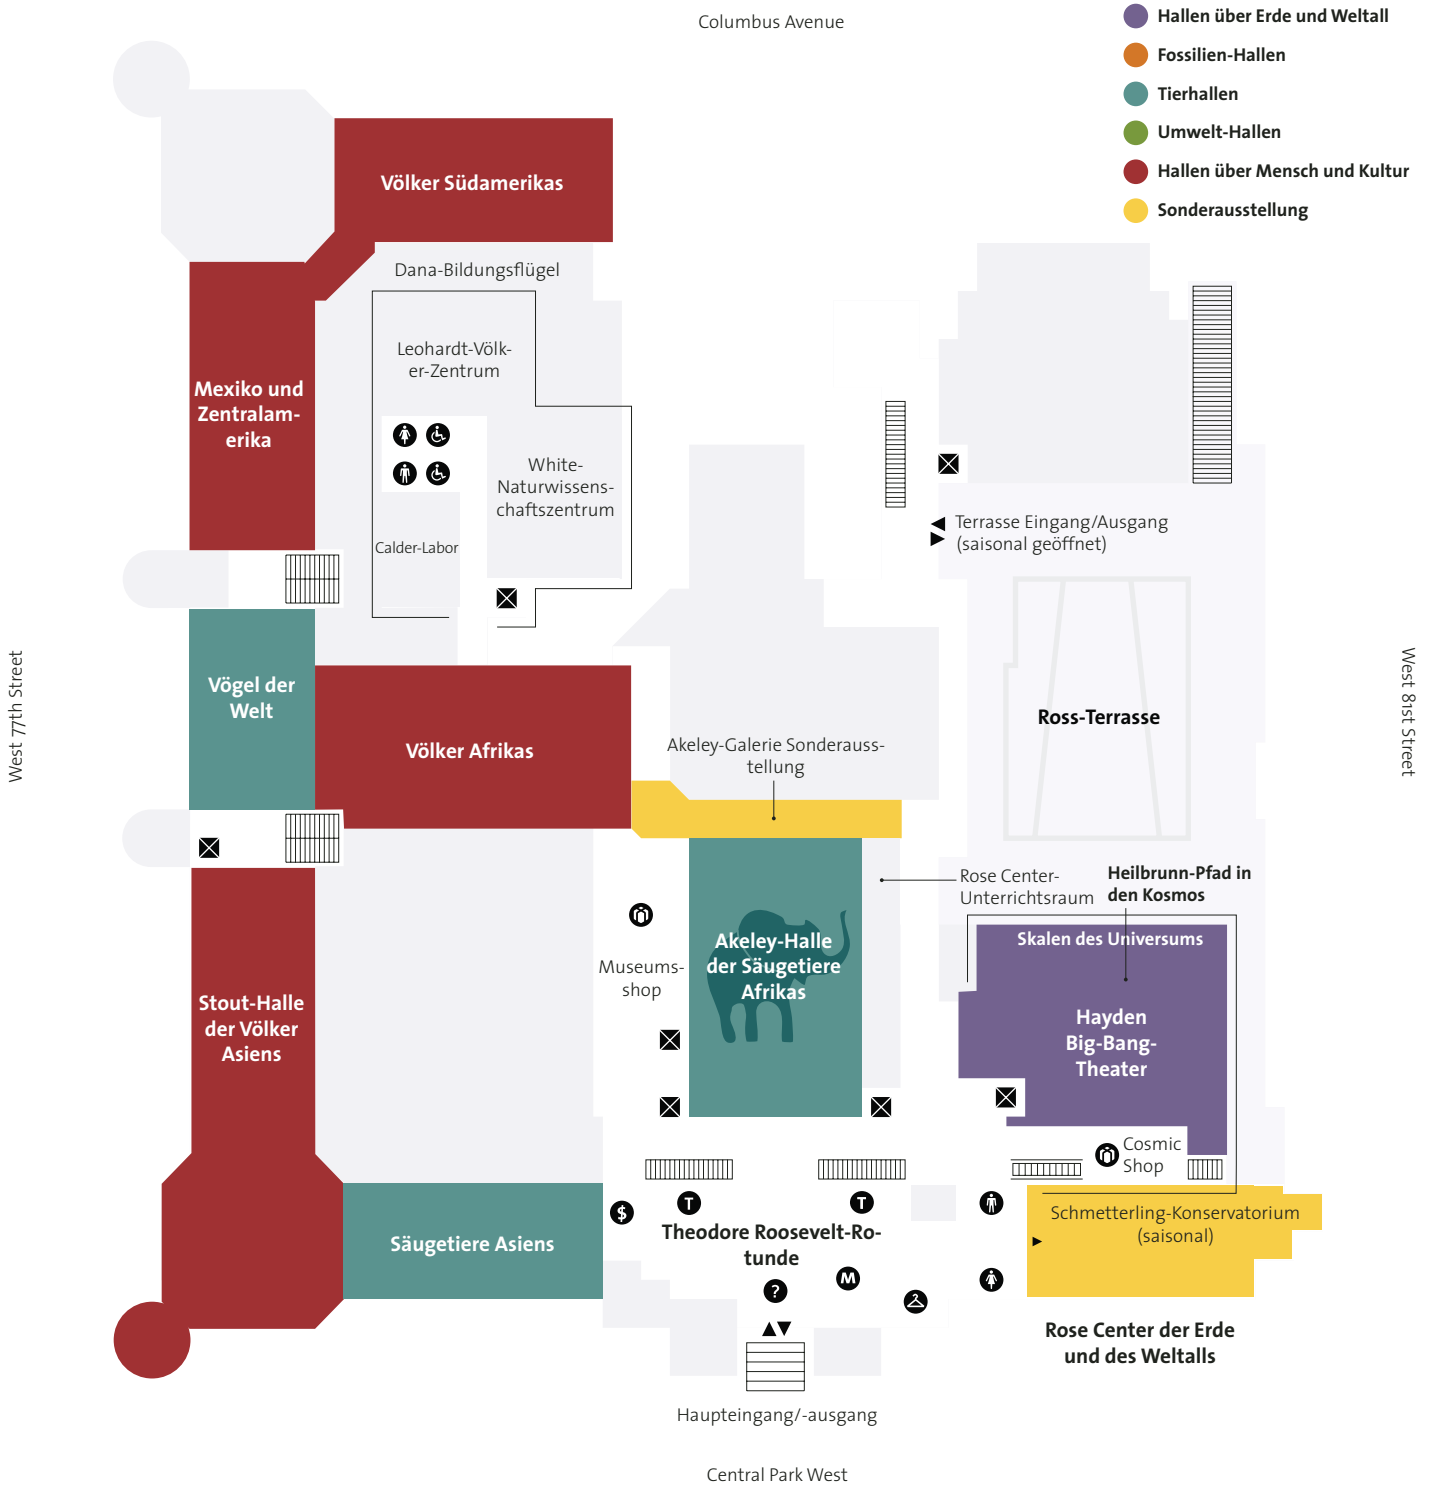 Columbus Avenue
Hallen über Erde und Weltall
Fossilien-Hallen
Tierhallen
Umwelt-Hallen
Hallen über Mensch und Kultur
Sonderausstellung
Völker Südamerikas
Dana-Bildungsflügel
Leohardt-Völk-
er-Zentrum
Mexiko und
Zentralam-
erika
White-
Naturwissens-
chaftszentrum
Calder-Labor
Terrasse Eingang/Ausgang
(saisonal geöffnet)
West 77th Street
West 81st Street
Vögel der
Welt
Völker Afrikas
Ross-Terrasse
Akeley-Galerie Sonderauss-
tellung
Rose Center-
Unterrichtsraum
Heilbrunn-Pfad in
den Kosmos
Skalen des Universums
Akeley-Halle
der Säugetiere
Afrikas
Museums-
shop
Stout-Halle
der Völker
Asiens
Hayden
Big-Bang-
Theater
Cosmic
Shop
$
T
T
Theodore Roosevelt-Ro-
tunde
Säugetiere Asiens
Schmetterling-Konservatorium
(saisonal)
M
?
Rose Center der Erde
und des Weltalls
Haupteingang/-ausgang
Central Park West